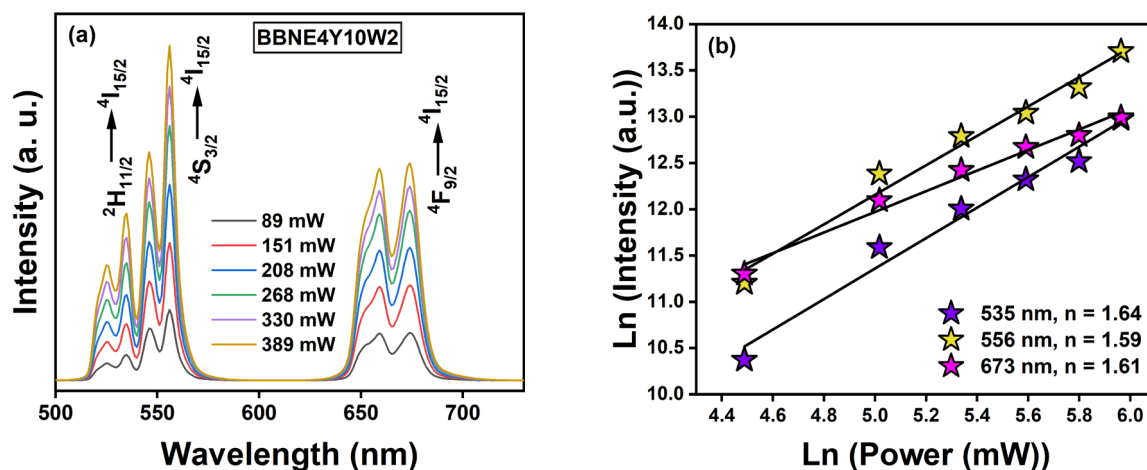 (a)
BBNE4Y10W2
⁴I₁₅/₂
⁴I₁₅/₂
⁴I₁₅/₂
²H₁₁/₂
⁴S₃/₂
⁴F₉/₂
89 mW
151 mW
208 mW
268 mW
330 mW
389 mW
Intensity (a. u.)
500 550 600 650 700
Wavelength (nm)
(b)
14.0
13.5
13.0
12.5
12.0
11.5
11.0
10.5
10.0
Ln (Intensity (a.u.))
535 nm, n = 1.64
556 nm, n = 1.59
673 nm, n = 1.61
4.4 4.6 4.8 5.0 5.2 5.4 5.6 5.8 6.0
Ln (Power (mW))